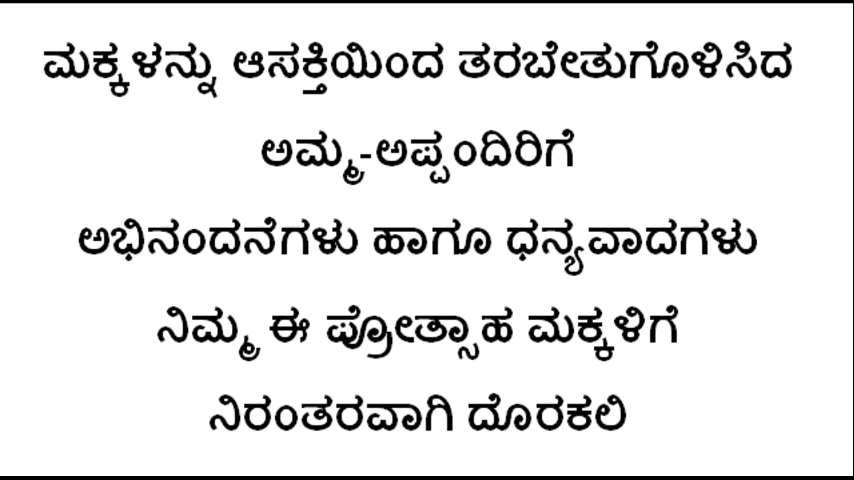 ಮಕ್ಕಳನ್ನು ಆಸಕ್ತಿಯಿಂದ ತರಬೇತುಗೊಳಿಸಿದ
ಅಮ್ಮ-ಅಪ್ಪಂದಿರಿಗೆ
ಅಭಿನಂದನೆಗಳು ಹಾಗೂ ಧನ್ಯವಾದಗಳು
ನಿಮ್ಮ ಈ ಪ್ರೋತ್ಸಾಹ ಮಕ್ಕಳಿಗೆ
ನಿರಂತರವಾಗಿ ದೊರಕಲಿ